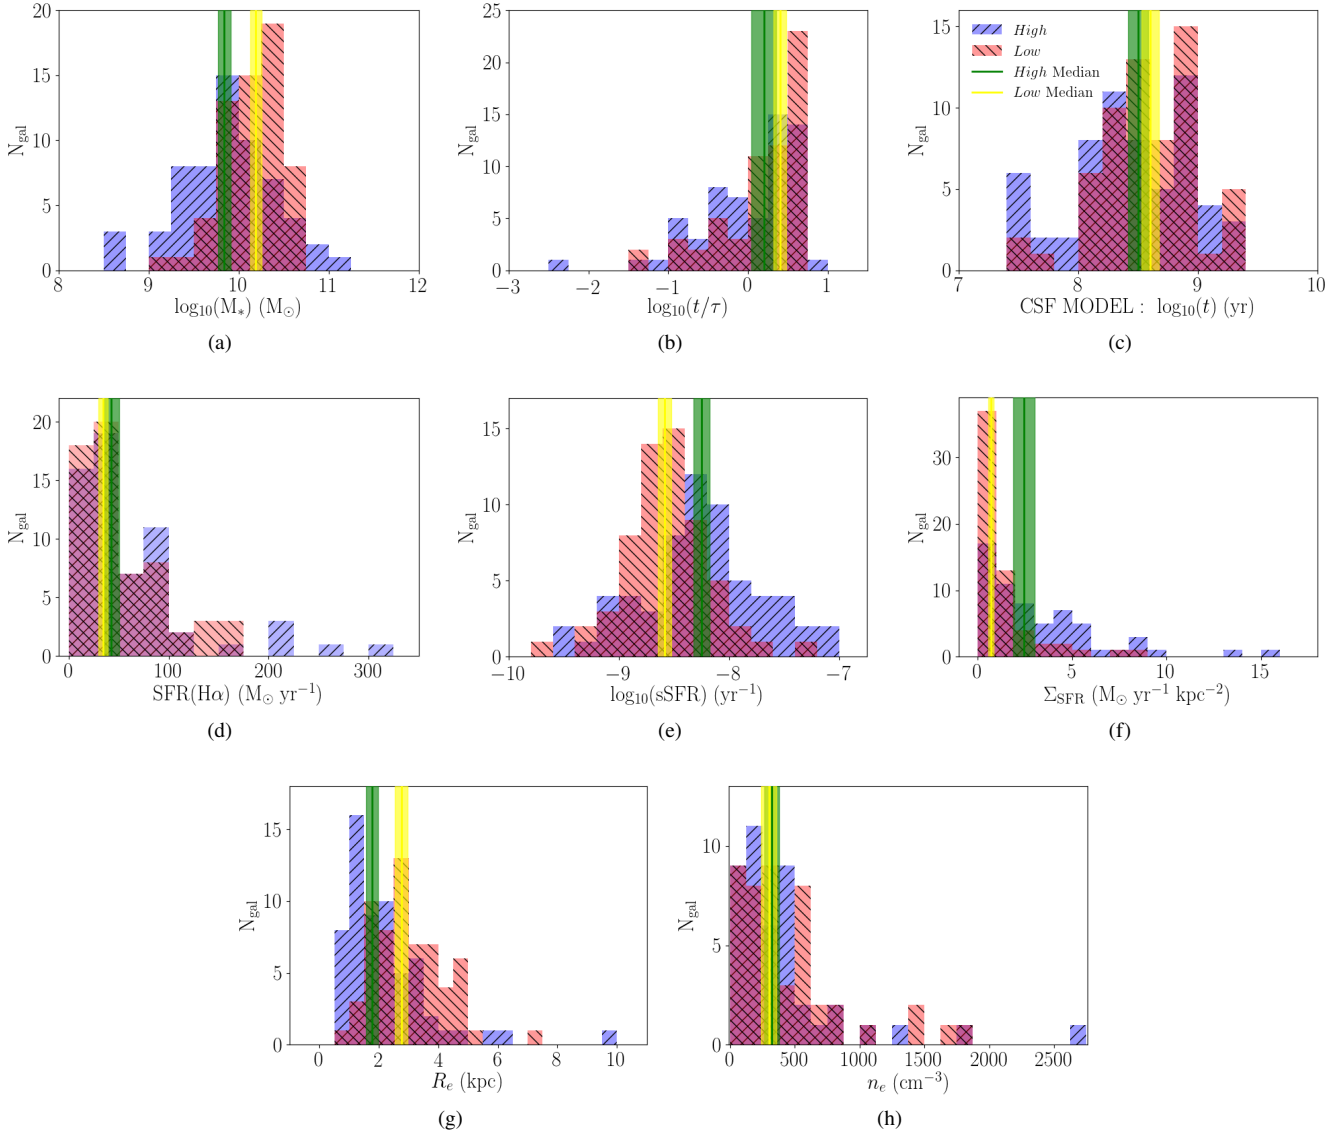 20
15
10
5
0
N_gal
8 9 10 11 12
log₁₀(M∗) (M⊙)
(a)
25
20
15
10
5
0
N_gal
−3 −2 −1 0 1
log₁₀(t/τ)
(b)
15
10
5
0
N_gal
High
Low
High Median
Low Median
7 8 9 10
CSF MODEL : log₁₀(t) (yr)
(c)
20
15
10
5
0
N_gal
0 100 200 300
SFR(Hα) (M⊙ yr⁻¹)
(d)
15
10
5
0
N_gal
−10 −9 −8 −7
log₁₀(sSFR) (yr⁻¹)
(e)
30
20
10
0
N_gal
0 5 10 15
Σ_SFR (M⊙ yr⁻¹ kpc⁻²)
(f)
15
10
5
0
N_gal
0 2 4 6 8 10
R_e (kpc)
(g)
10
5
0
N_gal
0 500 1000 1500 2000 2500
n_e (cm⁻³)
(h)